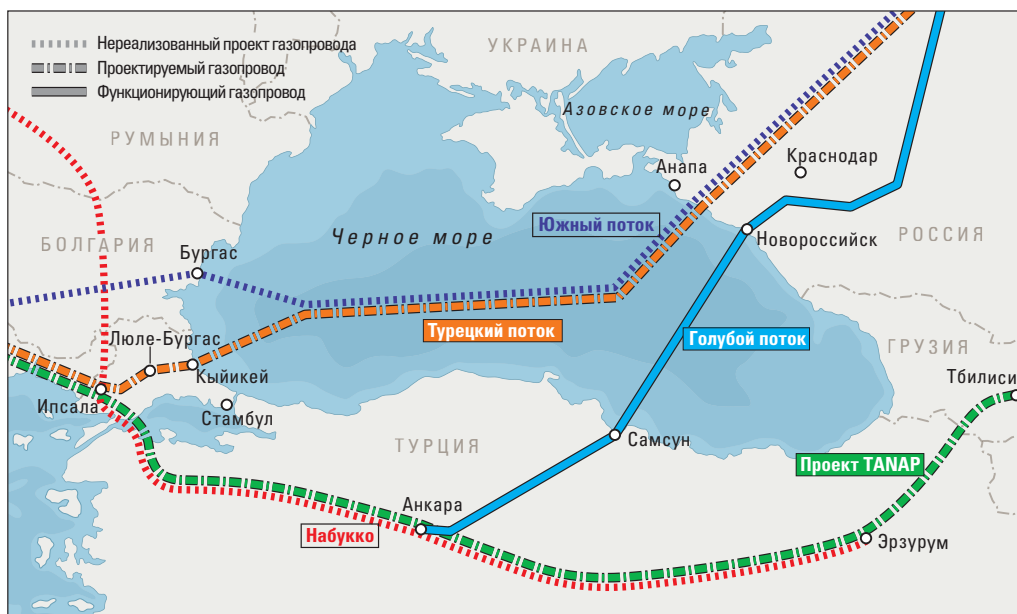 Нереализованный проект газопровода
Проектируемый газопровод
Функционирующий газопровод
УКРАИНА
Азовское море
РУМЫНИЯ
Анапа
Краснодар
Южный поток
Черное море
БОЛГАРИЯ
Бургас
Новороссийск
РОССИЯ
Турецкий поток
Голубой поток
Люле-Бургас
ГРУЗИЯ
Кыйикей
Тбилиси
Ипсала
Стамбул
ТУРЦИЯ
Самсун
Проект TANAP
Анкара
Набукко
Эрзурум